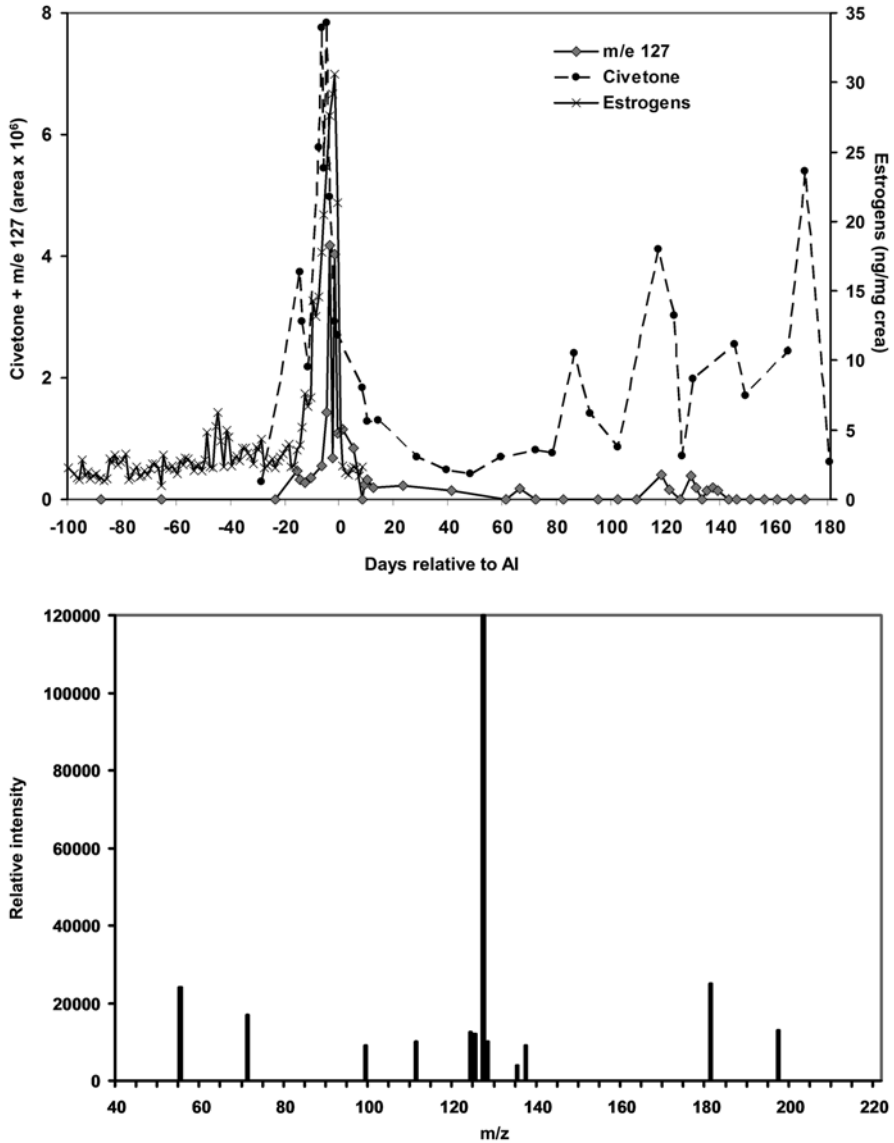 8
6
4
2
0
Civetone + m/e 127 (area x 10⁶)
m/e 127
Civetone
Estrogens
35
30
25
20
15
10
5
0
Estrogens (ng/mg crea)
-100 -80 -60 -40 -20 0 20 40 60 80 100 120 140 160 180
Days relative to AI
120000
100000
80000
60000
40000
20000
0
Relative intensity
40 60 80 100 120 140 160 180 200 220
m/z